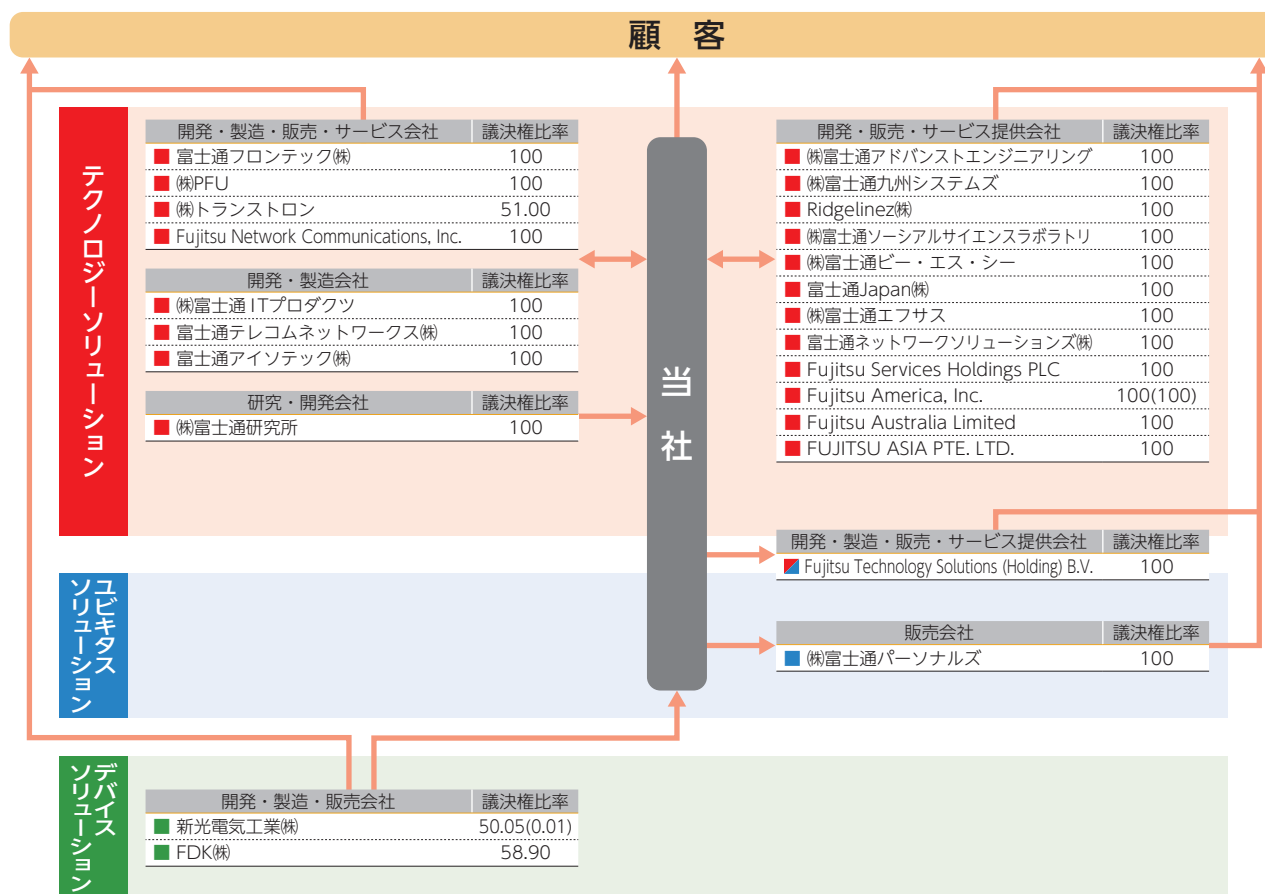 顧 客
テクノロジーソリューション
開発・製造・販売・サービス会社 議決権比率
富士通フロンテック㈱ 100
㈱PFU 100
㈱トランストロン 51.00
Fujitsu Network Communications, Inc. 100
開発・製造会社 議決権比率
㈱富士通ITプロダクツ 100
富士通テレコムネットワークス㈱ 100
富士通アイソテック㈱ 100
研究・開発会社 議決権比率
㈱富士通研究所 100
当社
開発・販売・サービス提供会社 議決権比率
㈱富士通アドバンストエンジニアリング 100
㈱富士通九州システムズ 100
Ridgelinez㈱ 100
㈱富士通ソーシアルサイエンスラボラトリ 100
㈱富士通ビー・エス・シー 100
富士通Japan㈱ 100
㈱富士通エフサス 100
富士通ネットワークソリューションズ㈱ 100
Fujitsu Services Holdings PLC 100
Fujitsu America, Inc. 100(100)
Fujitsu Australia Limited 100
FUJITSU ASIA PTE. LTD. 100
開発・製造・販売・サービス提供会社 議決権比率
Fujitsu Technology Solutions (Holding) B.V. 100
ユビキタス
ソリューション
販売会社 議決権比率
㈱富士通パーソナルズ 100
デバイス
ソリューション
開発・製造・販売会社 議決権比率
新光電気工業㈱ 50.05(0.01)
FDK㈱ 58.90